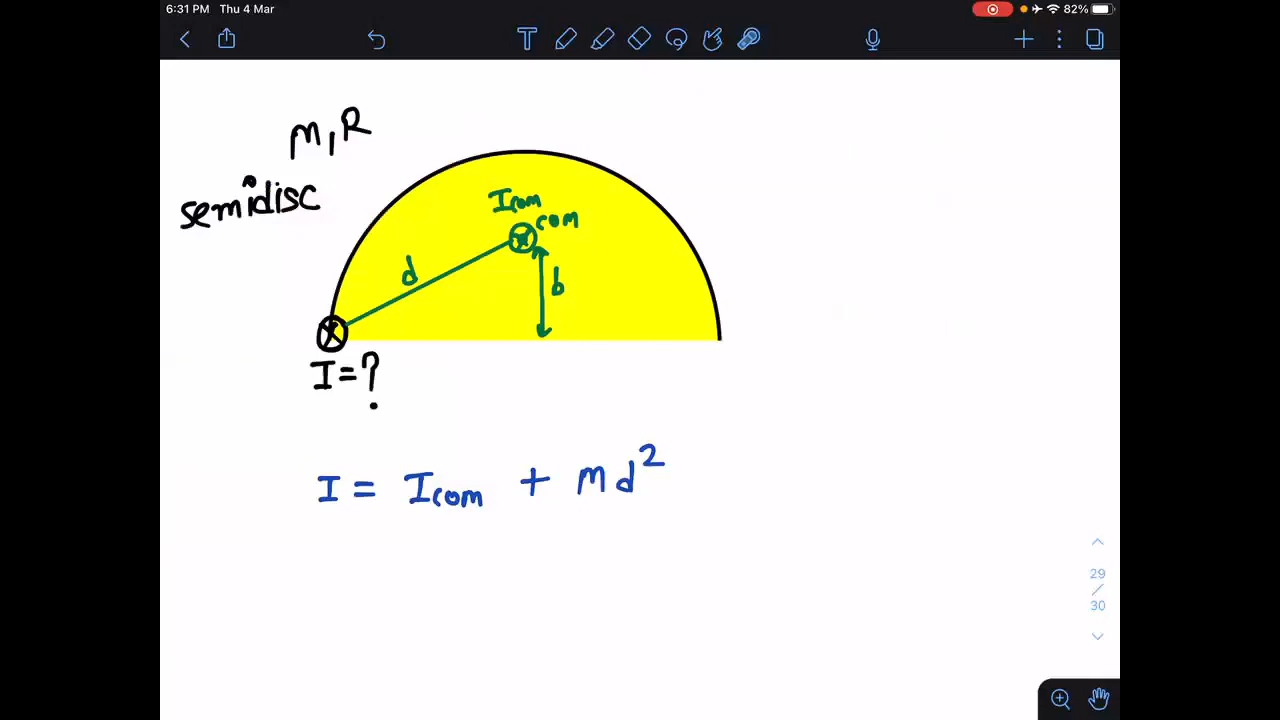 6:31 PM Thu 4 Mar
82%
M, R
semidisc
Icom
com
d
b
I = ?
I = Icom + Md²
29
/
30